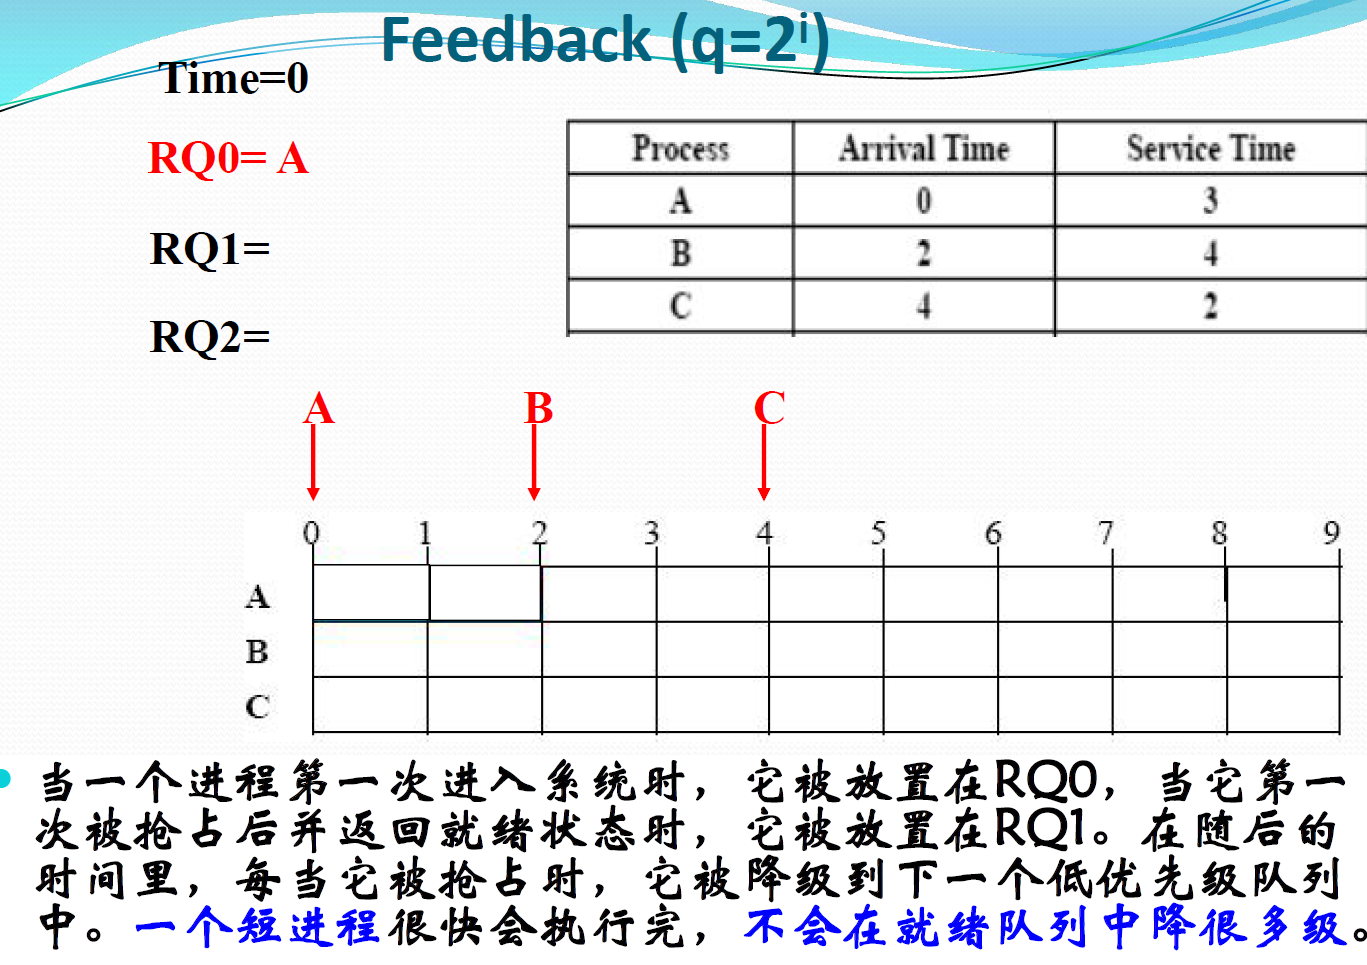 Feedback (q=2ⁱ)
Time=0
RQ0= A
RQ1=
RQ2=
Process Arrival Time Service Time
A 0 3
B 2 4
C 4 2
A B C
0 1 2 3 4 5 6 7 8 9
A
B
C
当一个进程第一次进入系统时，它被放置在RQ0，当它第一
次被抢占后并返回就绪状态时，它被放置在RQ1。在随后的
时间里，每当它被抢占时，它被降级到下一个低优先级队列
中。一个短进程很快会执行完，不会在就绪队列中降很多级。